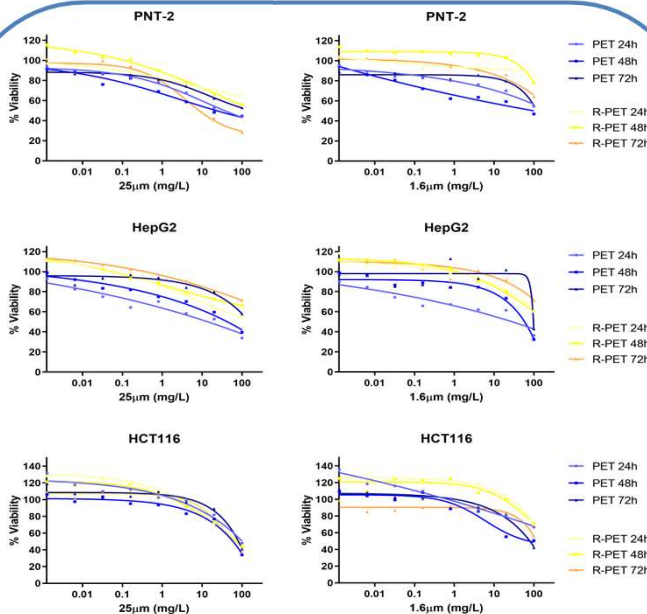 PNT-2
% Viability
120
100
80
60
40
20
0
0.01 0.1 1 10 100
25μm (mg/L)
PNT-2
% Viability
120
100
80
60
40
20
0
0.01 0.1 1 10 100
1.6μm (mg/L)
PET 24h
PET 48h
PET 72h
R-PET 24h
R-PET 48h
R-PET 72h
HepG2
% Viability
120
100
80
60
40
20
0
0.01 0.1 1 10 100
25μm (mg/L)
HepG2
% Viability
120
100
80
60
40
20
0
0.01 0.1 1 10 100
1.6μm (mg/L)
PET 24h
PET 48h
PET 72h
R-PET 24h
R-PET 48h
R-PET 72h
HCT116
% Viability
140
120
100
80
60
40
20
0
0.01 0.1 1 10 100
25μm (mg/L)
HCT116
% Viability
140
120
100
80
60
40
20
0
0.01 0.1 1 10 100
1.6μm (mg/L)
PET 24h
PET 48h
PET 72h
R-PET 24h
R-PET 48h
R-PET 72h